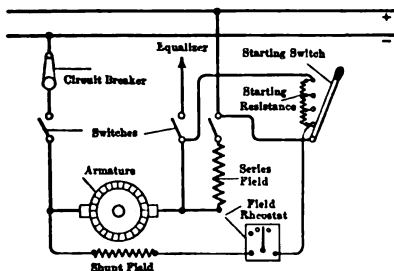 +
−
Equalizer
Starting Switch
Circuit Breaker
Starting
Resistance
Switches
Armature
Series
Field
Field
Rheostat
Shunt Field